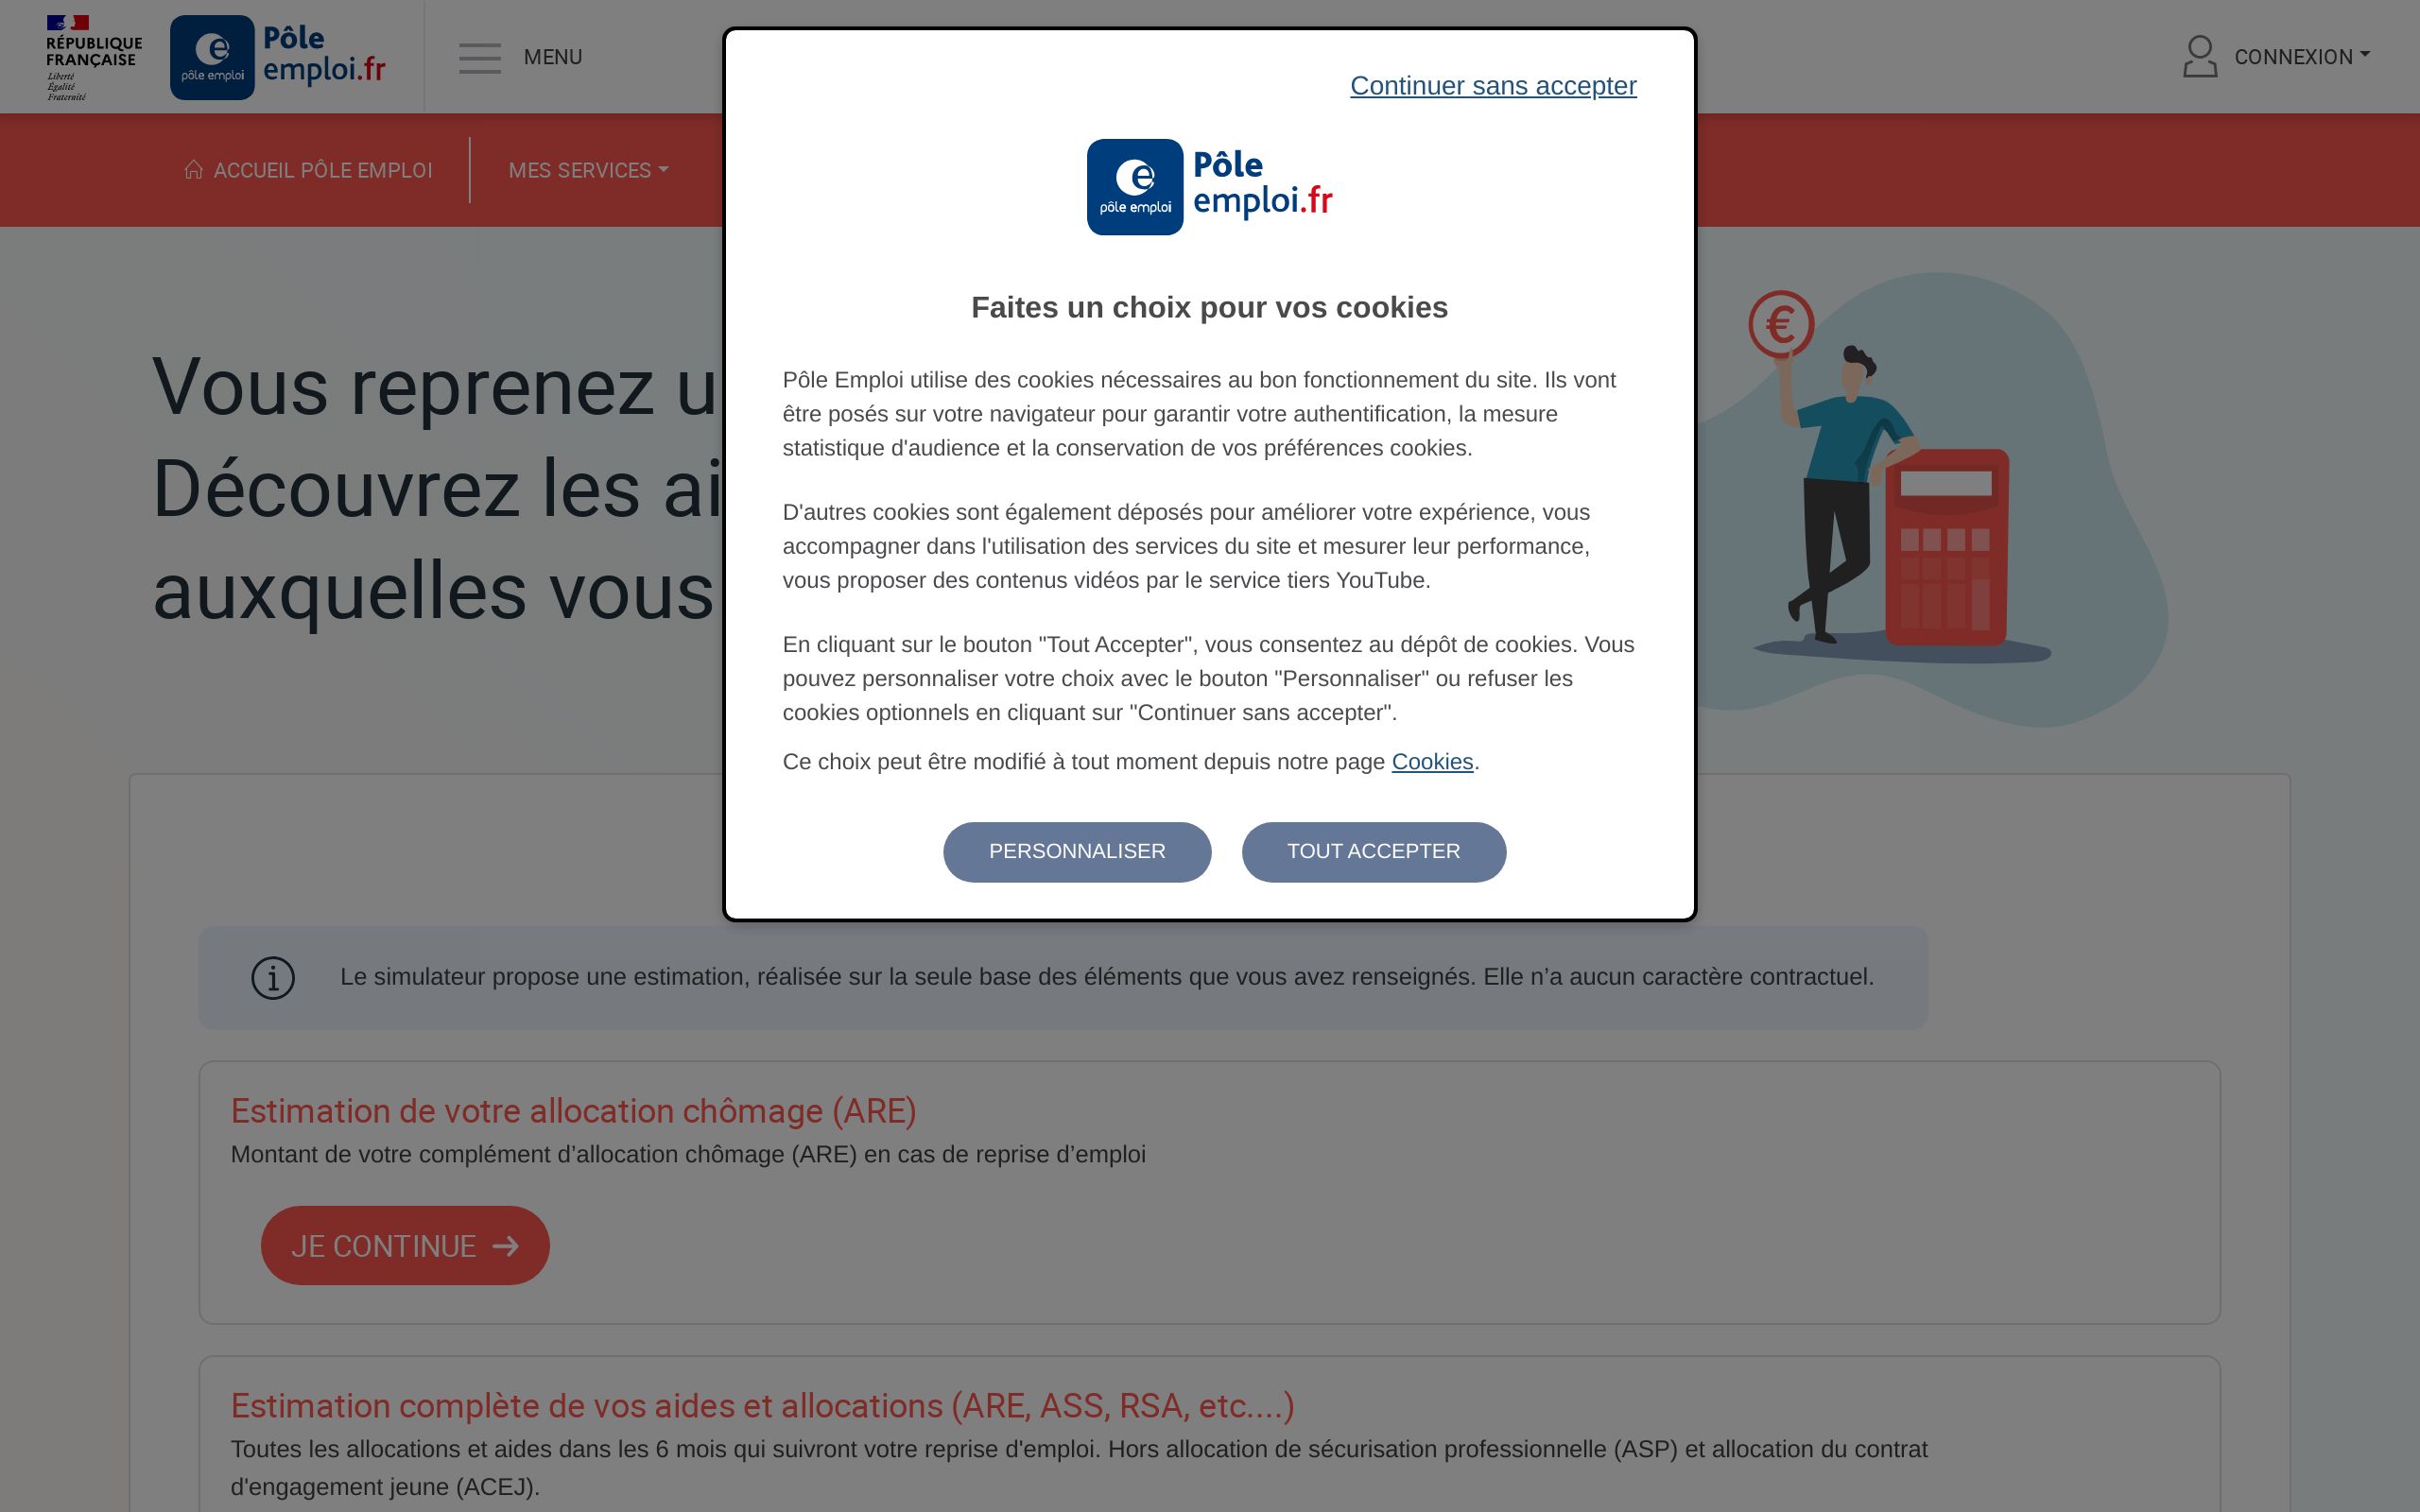 RÉPUBLIQUE
FRANÇAISE
Liberté
Égalité
Fraternité
pôle emploi
Pôle
emploi.fr
MENU
CONNEXION
ACCUEIL PÔLE EMPLOI
MES SERVICES
Vous reprenez u
Découvrez les ai
auxquelles vous
€
Continuer sans accepter
pôle emploi
Pôle
emploi.fr
Faites un choix pour vos cookies
Pôle Emploi utilise des cookies nécessaires au bon fonctionnement du site. Ils vont
être posés sur votre navigateur pour garantir votre authentification, la mesure
statistique d'audience et la conservation de vos préférences cookies.
D'autres cookies sont également déposés pour améliorer votre expérience, vous
accompagner dans l'utilisation des services du site et mesurer leur performance,
vous proposer des contenus vidéos par le service tiers YouTube.
En cliquant sur le bouton "Tout Accepter", vous consentez au dépôt de cookies. Vous
pouvez personnaliser votre choix avec le bouton "Personnaliser" ou refuser les
cookies optionnels en cliquant sur "Continuer sans accepter".
Ce choix peut être modifié à tout moment depuis notre page Cookies.
PERSONNALISER
TOUT ACCEPTER
Le simulateur propose une estimation, réalisée sur la seule base des éléments que vous avez renseignés. Elle n’a aucun caractère contractuel.
Estimation de votre allocation chômage (ARE)
Montant de votre complément d’allocation chômage (ARE) en cas de reprise d’emploi
JE CONTINUE
Estimation complète de vos aides et allocations (ARE, ASS, RSA, etc....)
Toutes les allocations et aides dans les 6 mois qui suivront votre reprise d'emploi. Hors allocation de sécurisation professionnelle (ASP) et allocation du contrat
d'engagement jeune (ACEJ).